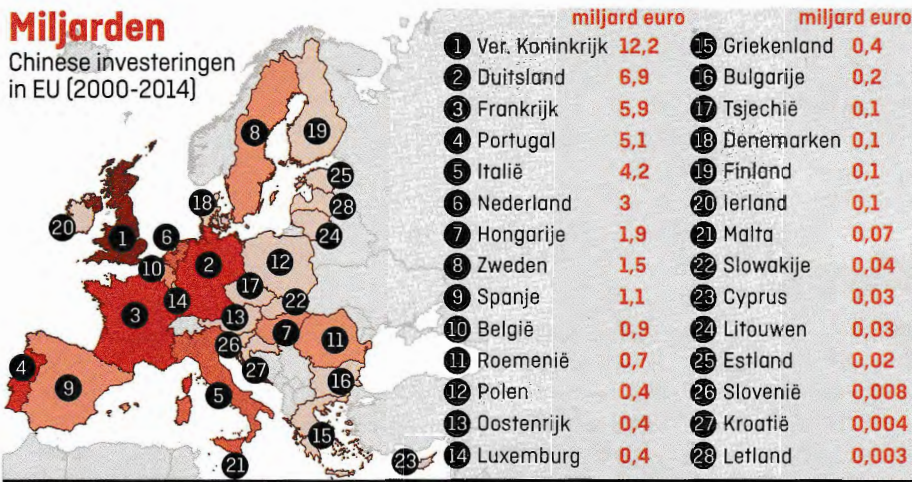 Miljarden
Chinese investeringen
in EU (2000-2014)
miljard euro
1 Ver. Koninkrijk 12,2
2 Duitsland 6,9
3 Frankrijk 5,9
4 Portugal 5,1
5 Italië 4,2
6 Nederland 3
7 Hongarije 1,9
8 Zweden 1,5
9 Spanje 1,1
10 België 0,9
11 Roemenië 0,7
12 Polen 0,4
13 Oostenrijk 0,4
14 Luxemburg 0,4
miljard euro
15 Griekenland 0,4
16 Bulgarije 0,2
17 Tsjechië 0,1
18 Denemarken 0,1
19 Finland 0,1
20 Ierland 0,1
21 Malta 0,07
22 Slowakije 0,04
23 Cyprus 0,03
24 Litouwen 0,03
25 Estland 0,02
26 Slovenië 0,008
27 Kroatië 0,004
28 Letland 0,003
8
19
25
18
28
20
24
1
6
2
12
10
17
14
22
3
13
7
11
26
4
27
9
16
5
15
21
23